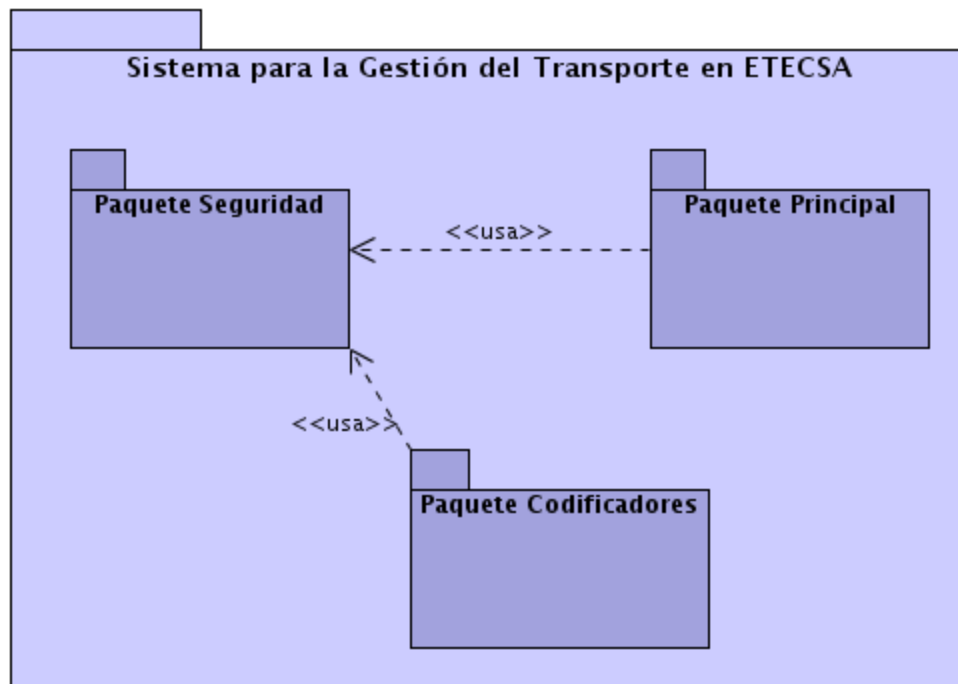 Sistema para la Gestión del Transporte en ETECSA
Paquete Seguridad
Paquete Principal
<<usa>>
<<usa>>
Paquete Codificadores